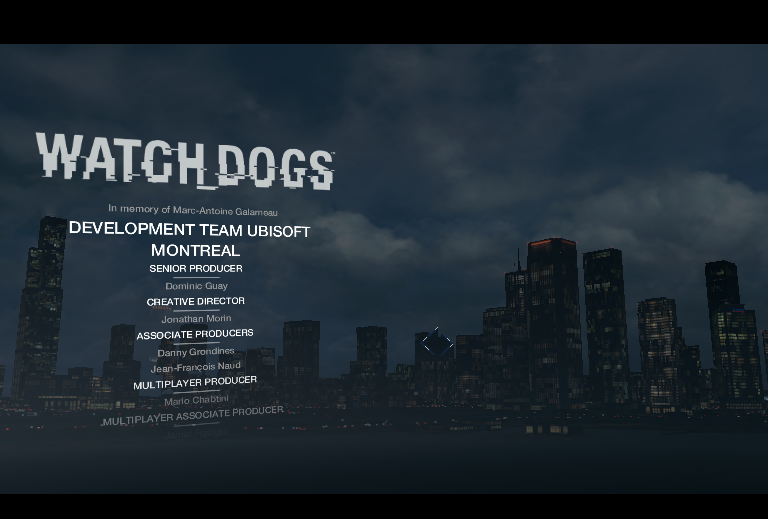 WATCH_DOGS
In memory of Marc-Antoine Galarneau
DEVELOPMENT TEAM UBISOFT
MONTREAL
SENIOR PRODUCER
Dominic Guay
CREATIVE DIRECTOR
Jonathan Morin
ASSOCIATE PRODUCERS
Danny Grondines
Jean-François Naud
MULTIPLAYER PRODUCER
Mario Chabtini
MULTIPLAYER ASSOCIATE PRODUCER